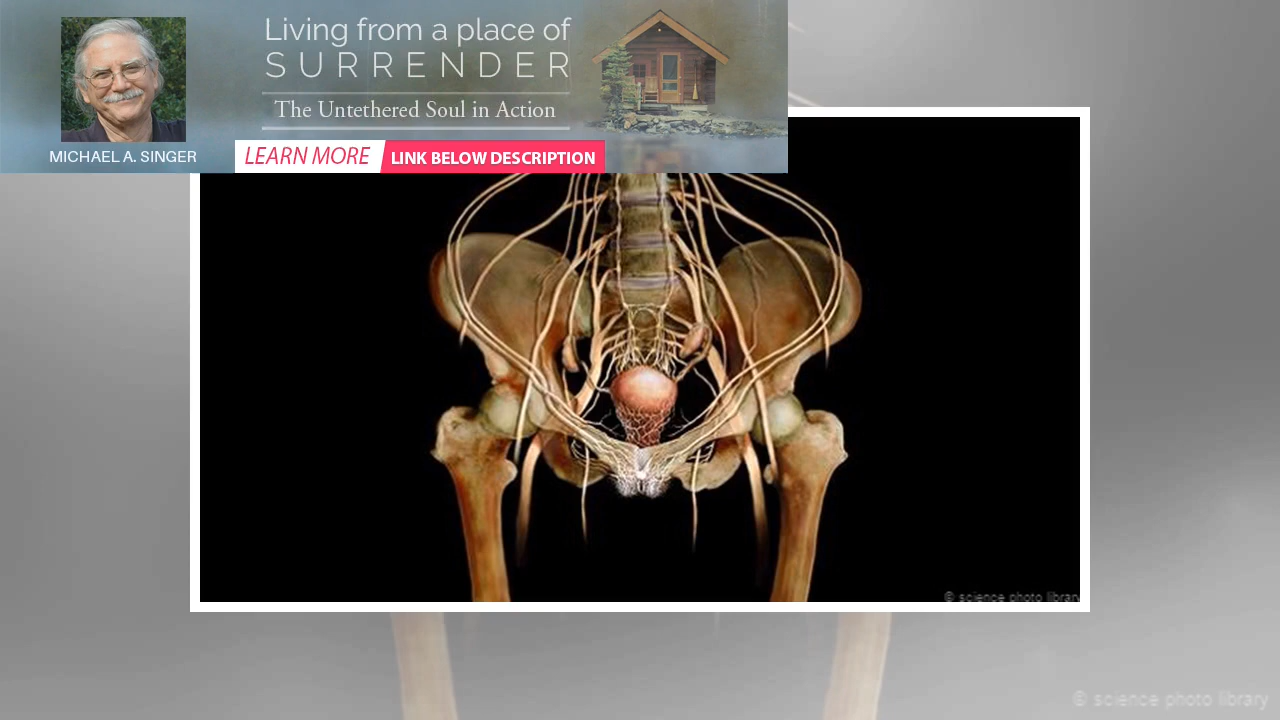 Living from a place of
SURRENDER
The Untethered Soul in Action
MICHAEL A. SINGER
LEARN MORE LINK BELOW DESCRIPTION
© science photo library
© science photo library